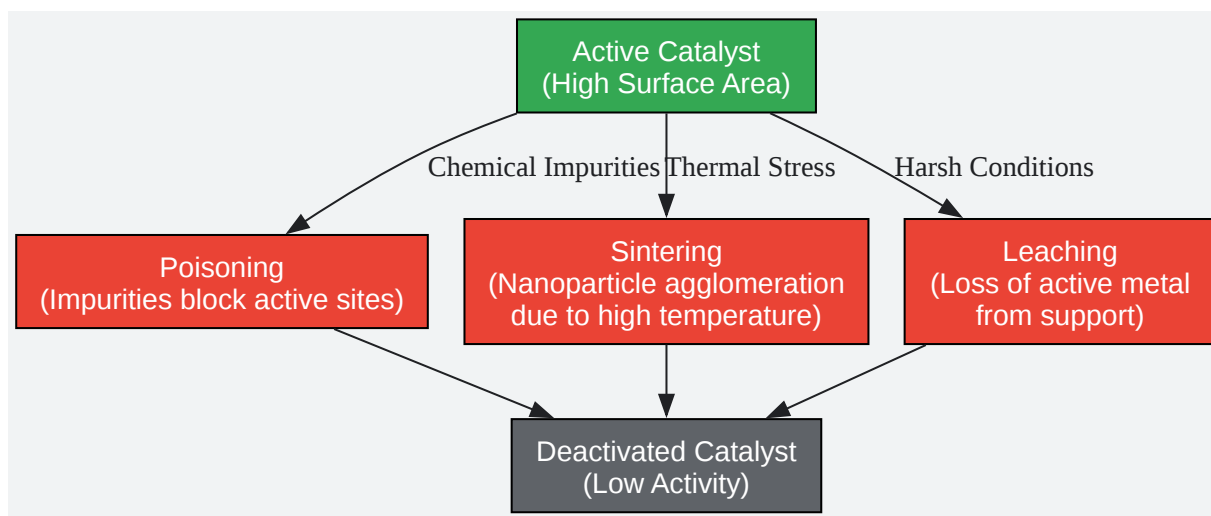 Active Catalyst
(High Surface Area)
Chemical Impurities
Thermal Stress
Harsh Conditions
Poisoning
(Impurities block active sites)
Sintering
(Nanoparticle agglomeration
due to high temperature)
Leaching
(Loss of active metal
from support)
Deactivated Catalyst
(Low Activity)